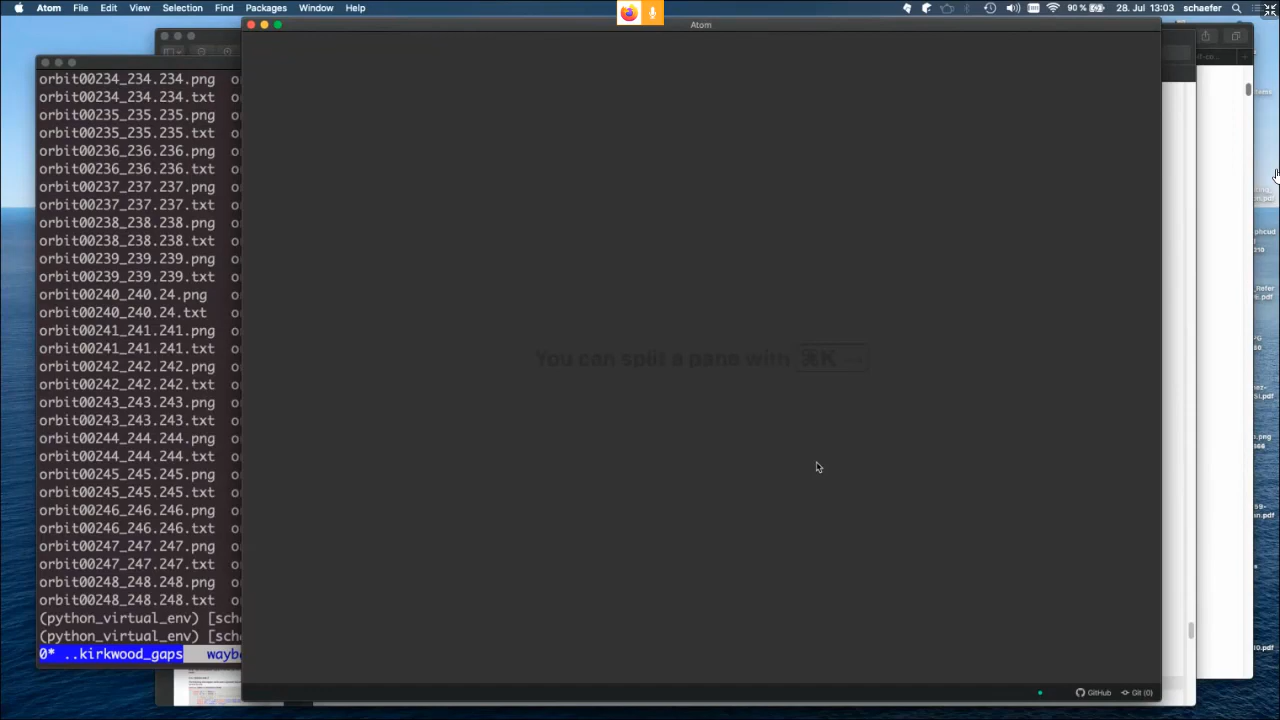 Atom File Edit View Selection Find Packages Window Help
90 % 28. Jul 13:03 schaefer
Atom
orbit00234_234.234.png o
orbit00234_234.234.txt o
orbit00235_235.235.png o
orbit00235_235.235.txt o
orbit00236_236.236.png o
orbit00236_236.236.txt o
orbit00237_237.237.png o
orbit00237_237.237.txt o
orbit00238_238.238.png o
orbit00238_238.238.txt o
orbit00239_239.239.png o
orbit00239_239.239.txt o
orbit00240_240.24.png o
orbit00240_240.24.txt o
orbit00241_241.241.png o
orbit00241_241.241.txt o
orbit00242_242.242.png o
orbit00242_242.242.txt o
orbit00243_243.243.png o
orbit00243_243.243.txt o
orbit00244_244.244.png o
orbit00244_244.244.txt o
orbit00245_245.245.png o
orbit00245_245.245.txt o
orbit00246_246.246.png o
orbit00246_246.246.txt o
orbit00247_247.247.png o
orbit00247_247.247.txt o
orbit00248_248.248.png o
orbit00248_248.248.txt o
(python_virtual_env) [sch
(python_virtual_env) [sch
0* ..kirkwood_gaps wayb
You can split a pane with ⌘K →
GitHub Git (0)